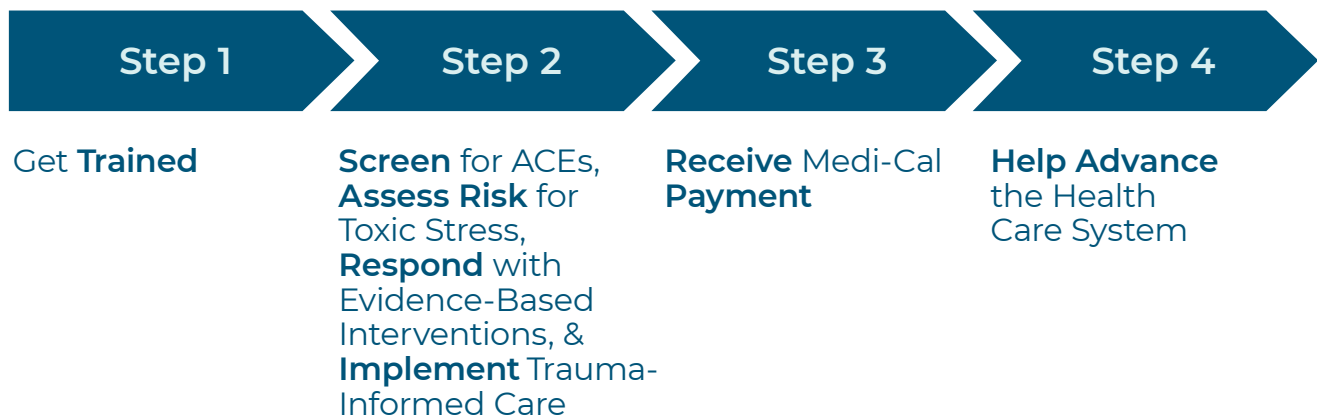 Step 1
Step 2
Step 3
Step 4
Get Trained
Screen for ACEs,
Assess Risk for
Toxic Stress,
Respond with
Evidence-Based
Interventions, &
Implement Trauma-
Informed Care
Receive Medi-Cal
Payment
Help Advance
the Health
Care System